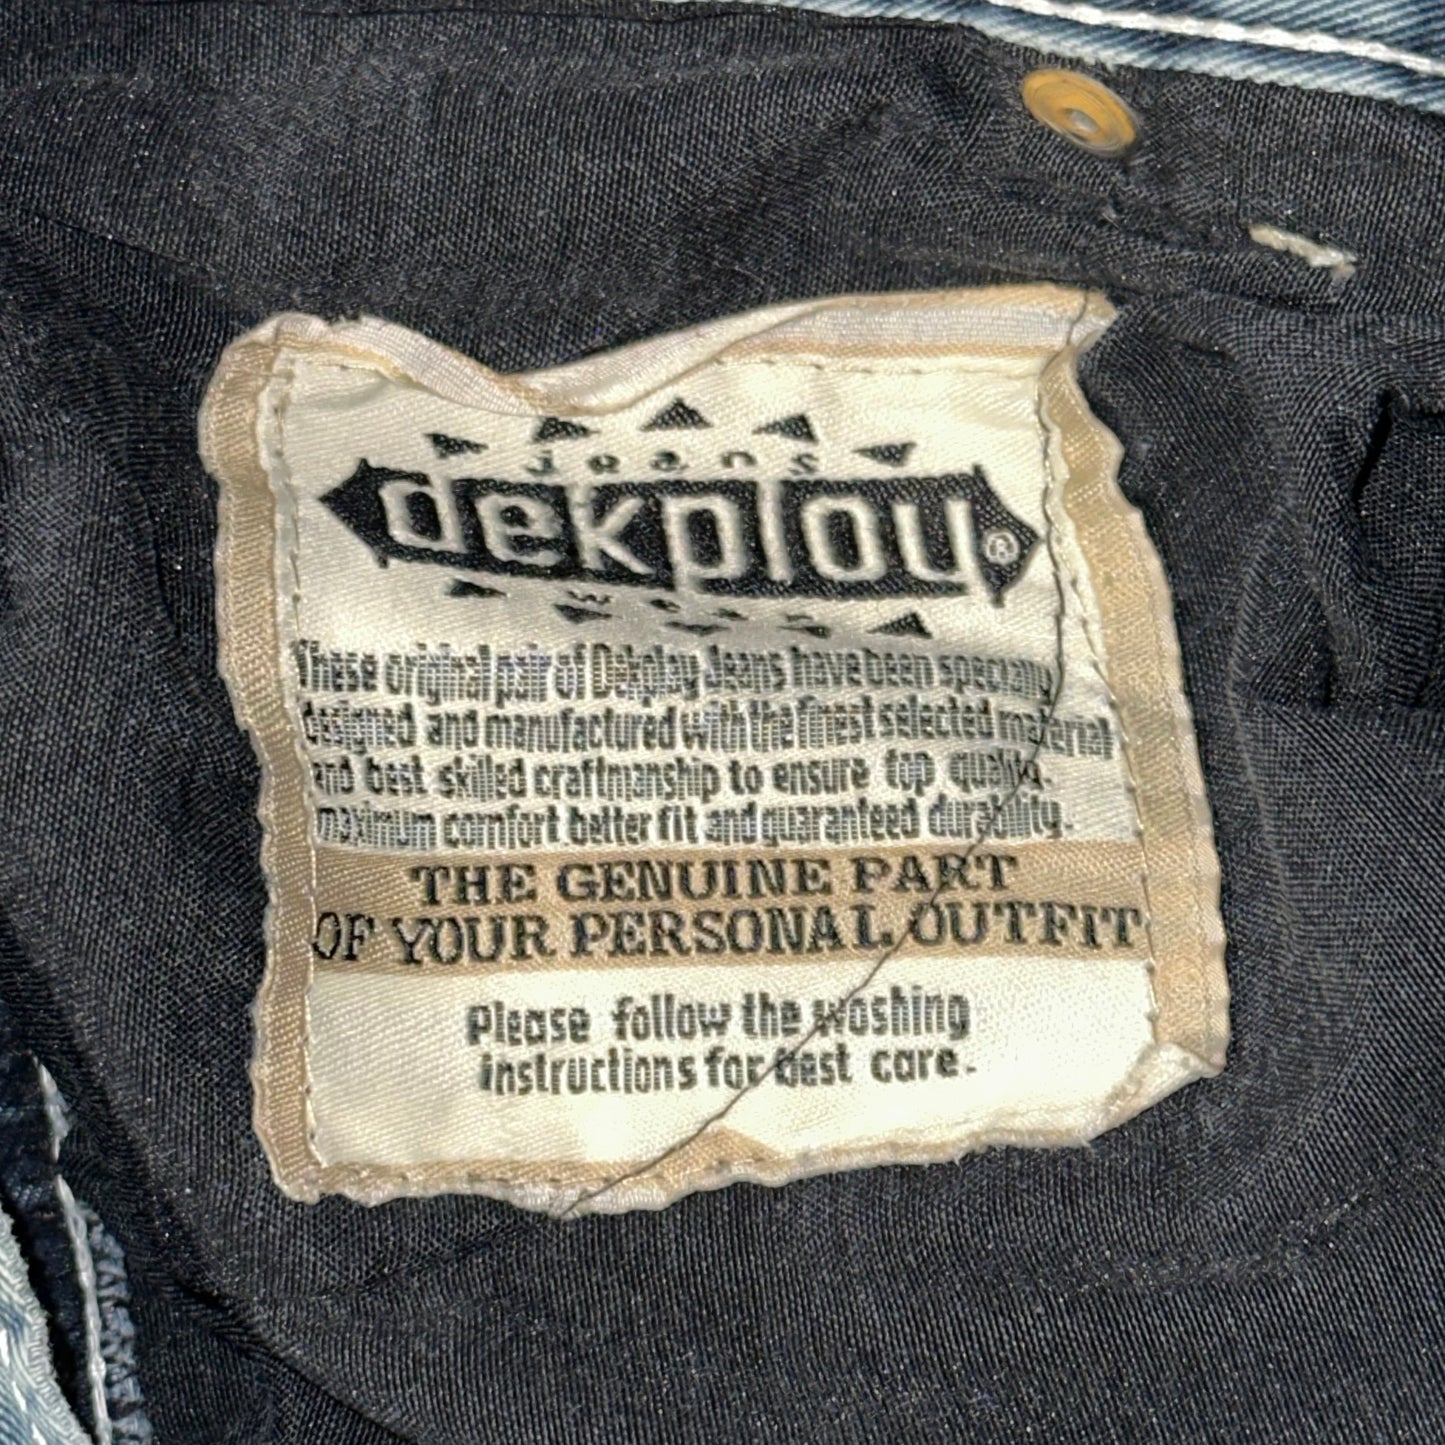 jeans
dekplay®
wear
These original pair of Dekplay Jeans have been specially
designed and manufactured with the finest selected material
and best skilled craftmanship to ensure top quality.
maximum comfort better fit and guaranteed durability.
THE GENUINE PART
OF YOUR PERSONAL OUTFIT
Please follow the washing
instructions for best care.